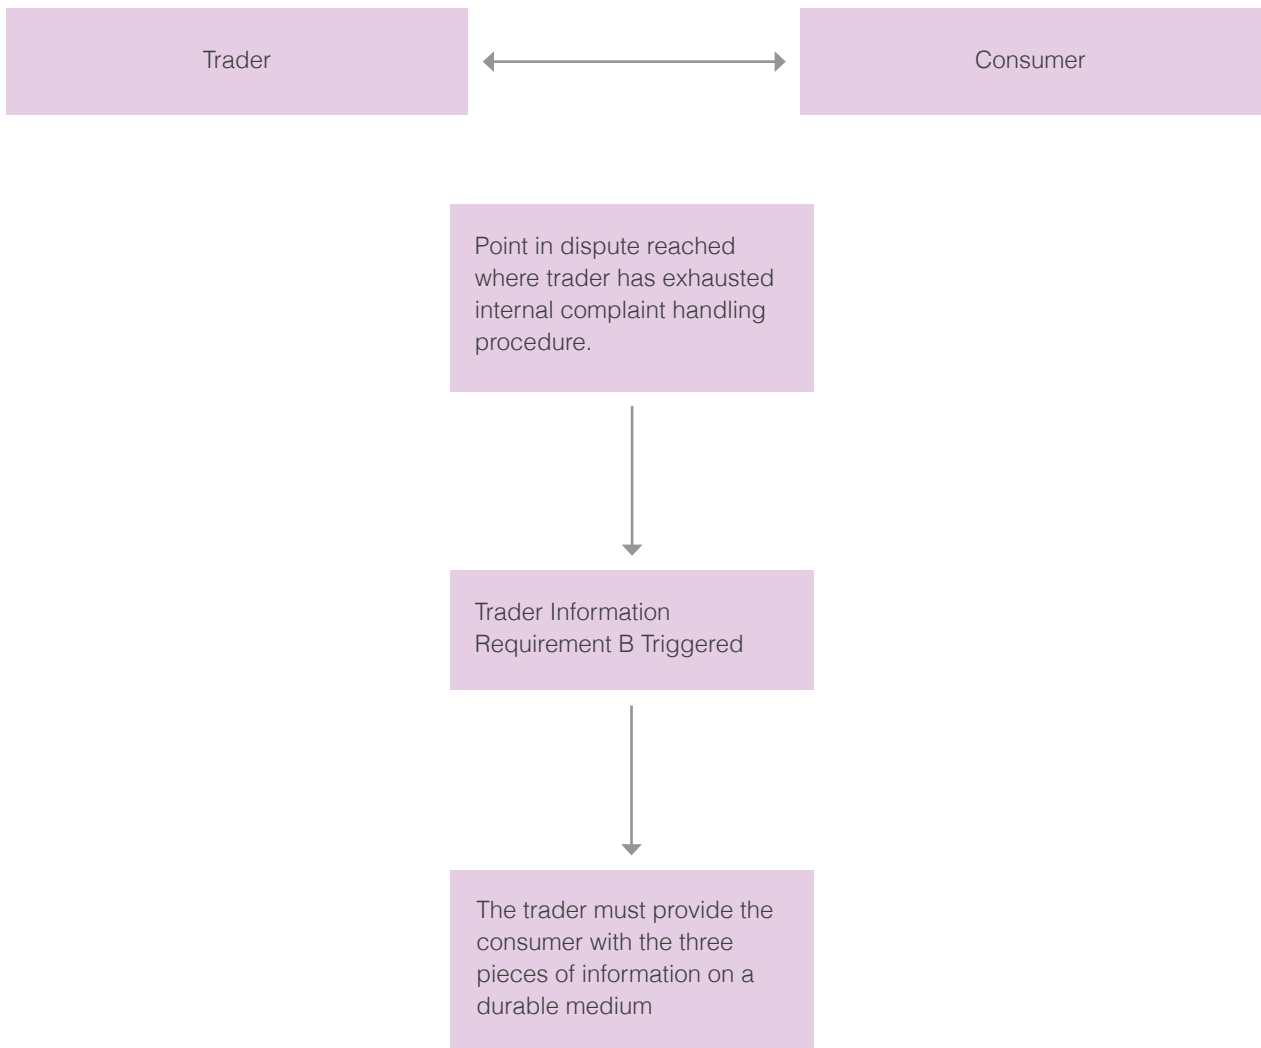 Trader
Consumer
Point in dispute reached
where trader has exhausted
internal complaint handling
procedure.
Trader Information
Requirement B Triggered
The trader must provide the
consumer with the three
pieces of information on a
durable medium